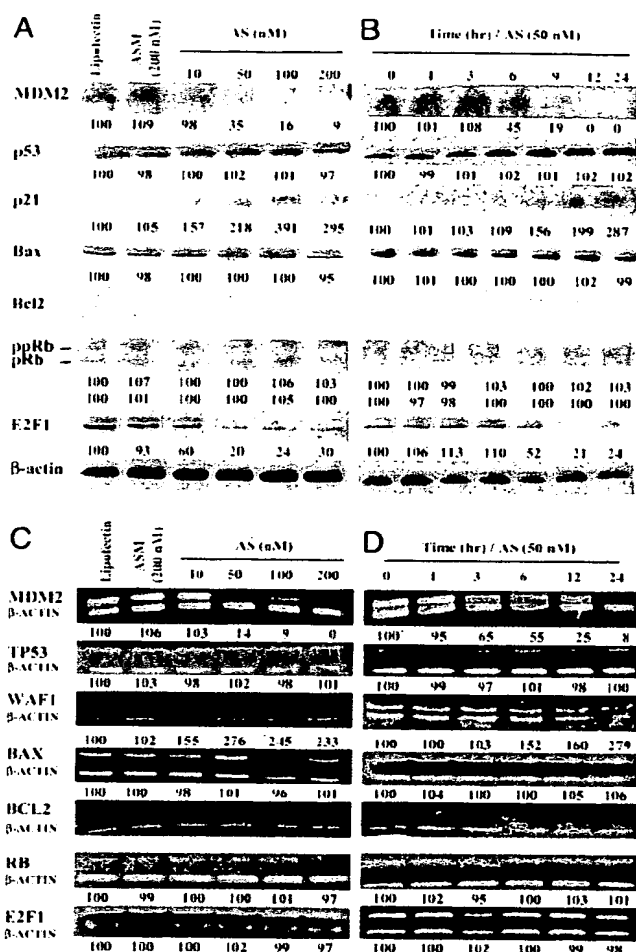 A
Lipofectin
ASM (200 nM)
AS (nM)
10 50 100 200
B
Time (hr) / AS (50 nM)
0 1 3 6 9 12 24
MDM2
100 109 98 35 16 9
100 101 108 45 19 0 0
p53
100 98 100 102 101 97
100 99 101 102 101 102 102
p21
100 105 157 218 391 295
100 101 103 109 156 199 287
Bax
100 98 100 100 100 95
100 101 100 100 100 102 99
Bcl2
ppRb
pRb
100 107 100 100 106 103
100 100 99 103 100 102 103
100 101 100 100 105 100
100 97 98 100 100 100 100
E2F1
100 93 60 20 24 30
100 106 113 110 52 21 24
β-actin
C
Lipofectin
ASM (200 nM)
AS (nM)
10 50 100 200
D
Time (hr) / AS (50 nM)
0 1 3 6 12 24
MDM2
β-ACTIN
100 106 103 14 9 0
100 95 65 55 25 8
TP53
β-ACTIN
100 103 98 102 98 101
100 99 97 101 98 100
WAF1
β-ACTIN
100 102 155 276 245 233
100 100 103 152 160 279
BAX
β-ACTIN
100 100 98 101 96 101
100 104 100 100 105 106
BCL2
β-ACTIN
RB
β-ACTIN
100 99 100 100 101 97
100 102 95 100 103 101
E2F1
β-ACTIN
100 100 100 102 99 97
100 100 102 100 99 98